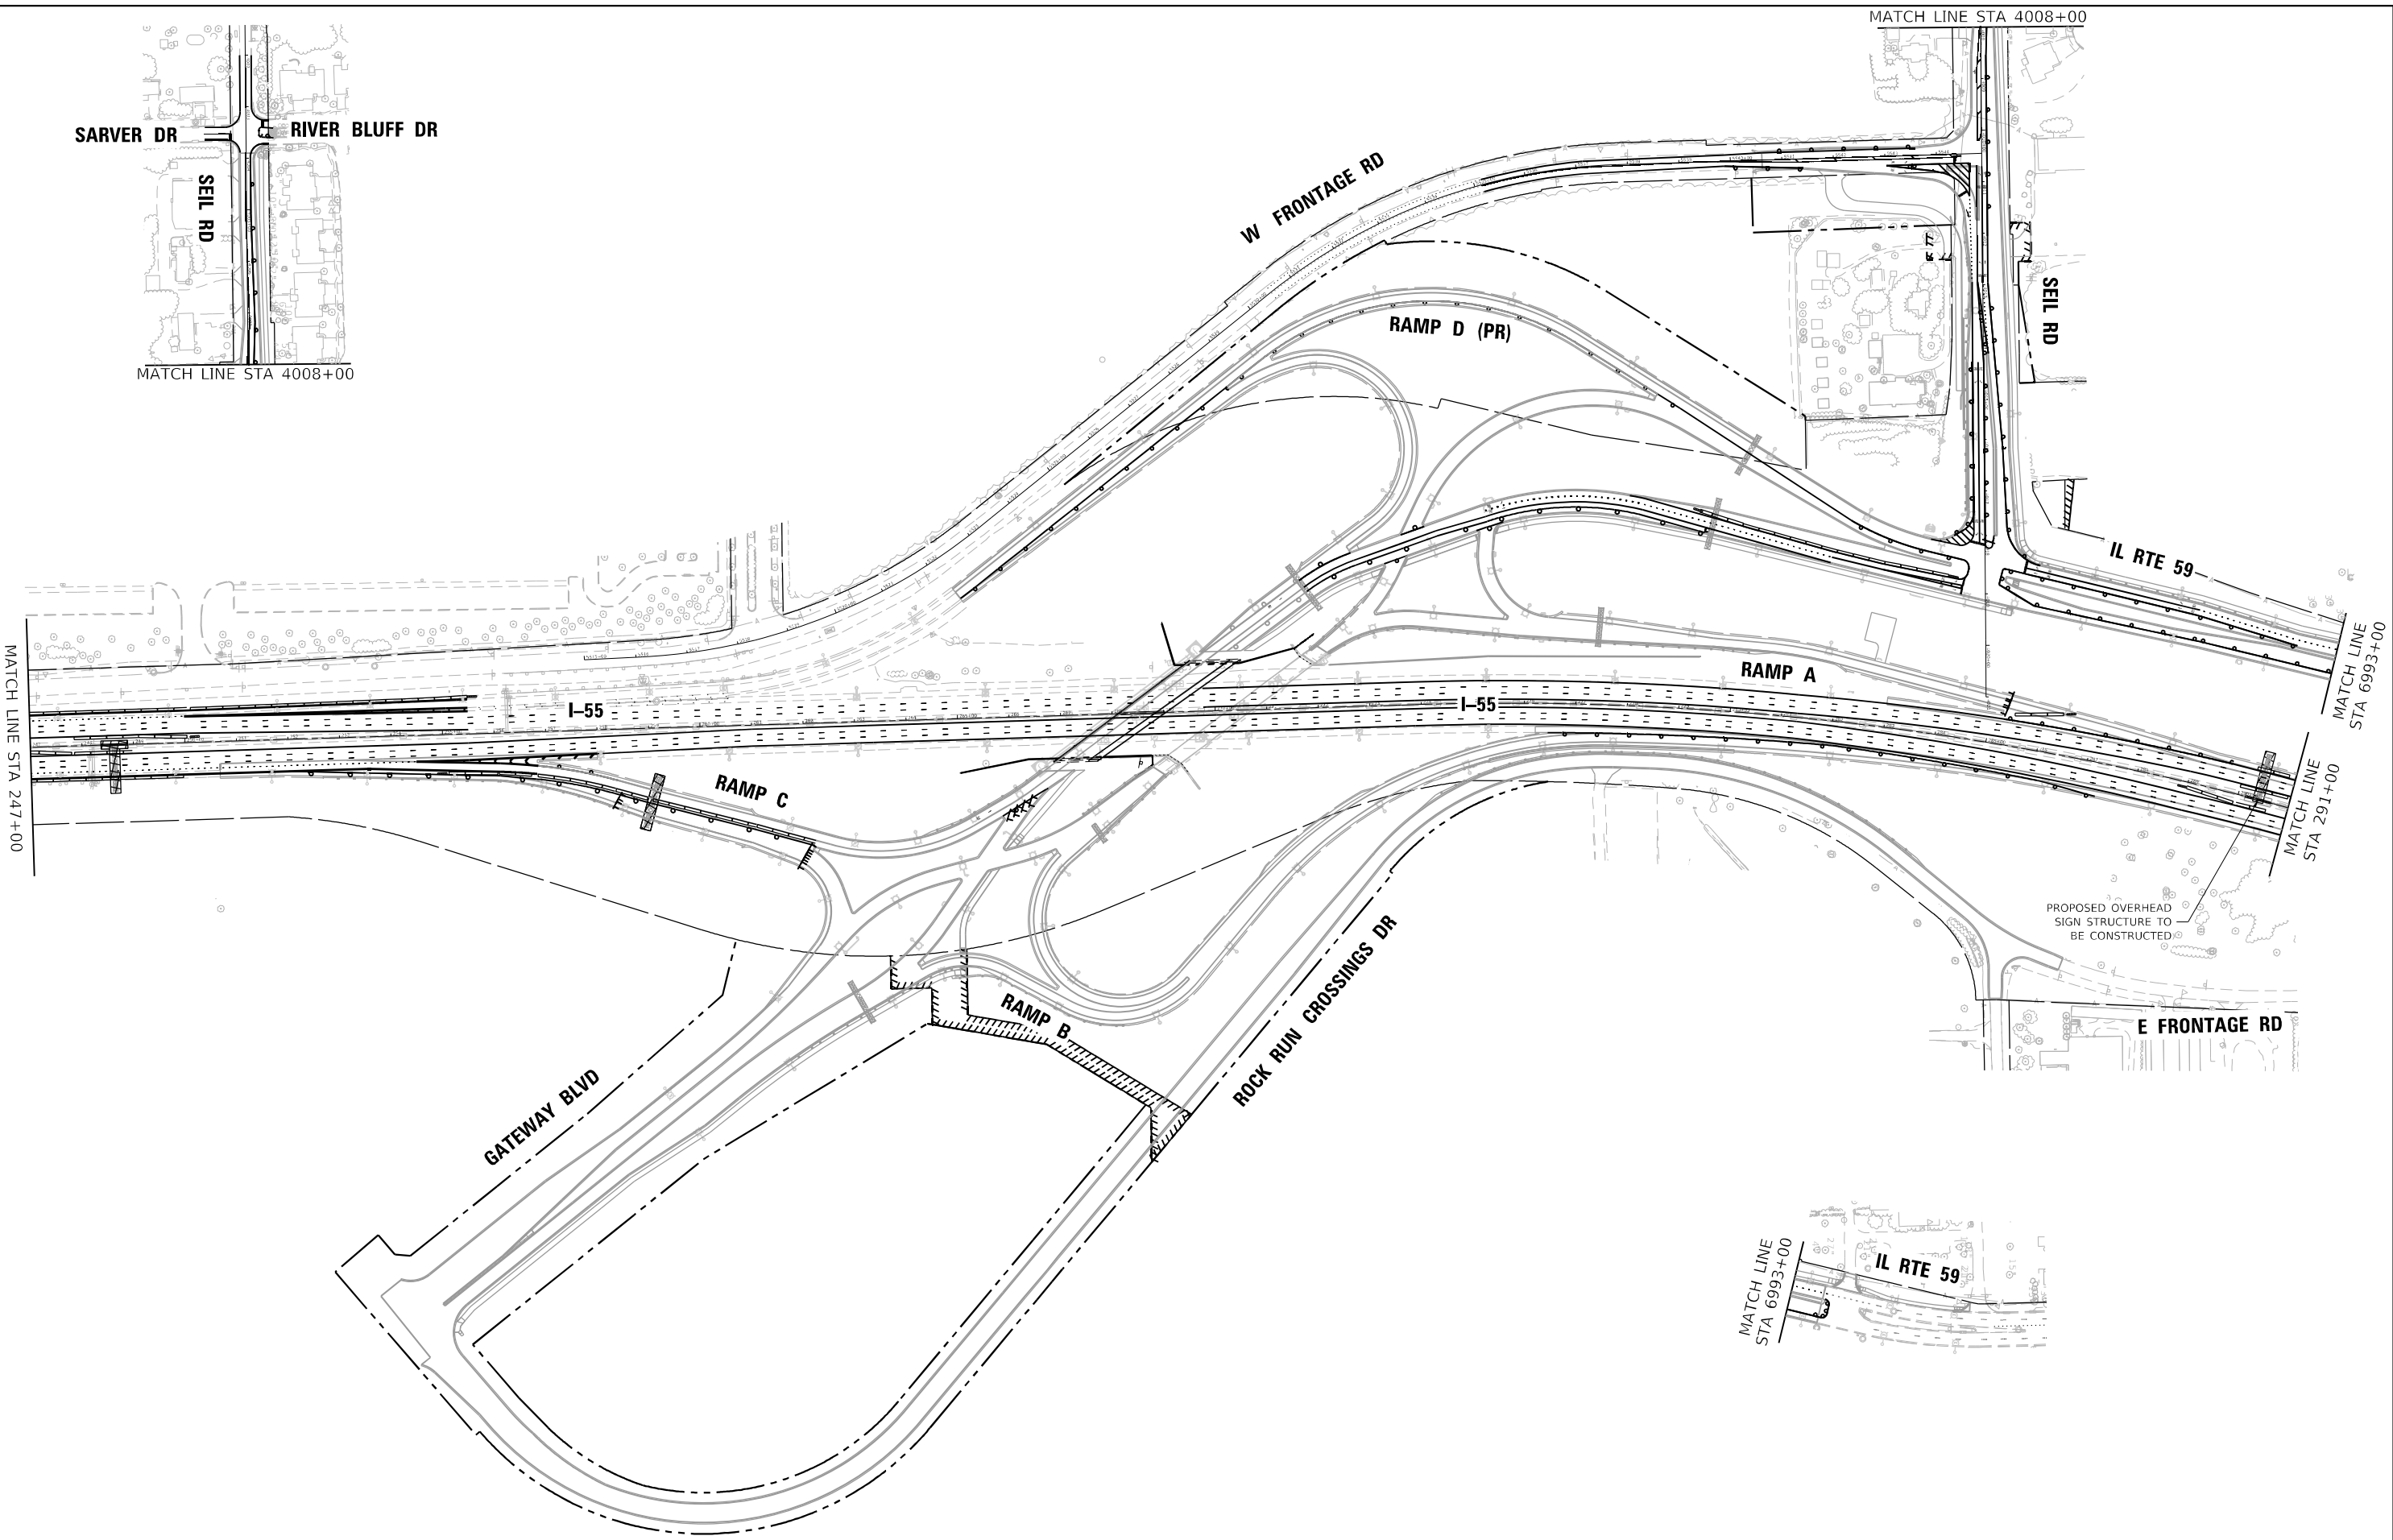 MATCH LINE STA 4008+00
SARVER DR
RIVER BLUFF DR
SEIL RD
MATCH LINE STA 4008+00
W FRONTAGE RD
RAMP D (PR)
SEIL RD
IL RTE 59
MATCH LINE
STA 6993+00
RAMP A
I-55
I-55
MATCH LINE STA 247+00
RAMP C
MATCH LINE
STA 291+00
PROPOSED OVERHEAD
SIGN STRUCTURE TO
BE CONSTRUCTED
RAMP B
ROCK RUN CROSSINGS DR
E FRONTAGE RD
GATEWAY BLVD
MATCH LINE
STA 6993+00
IL RTE 59